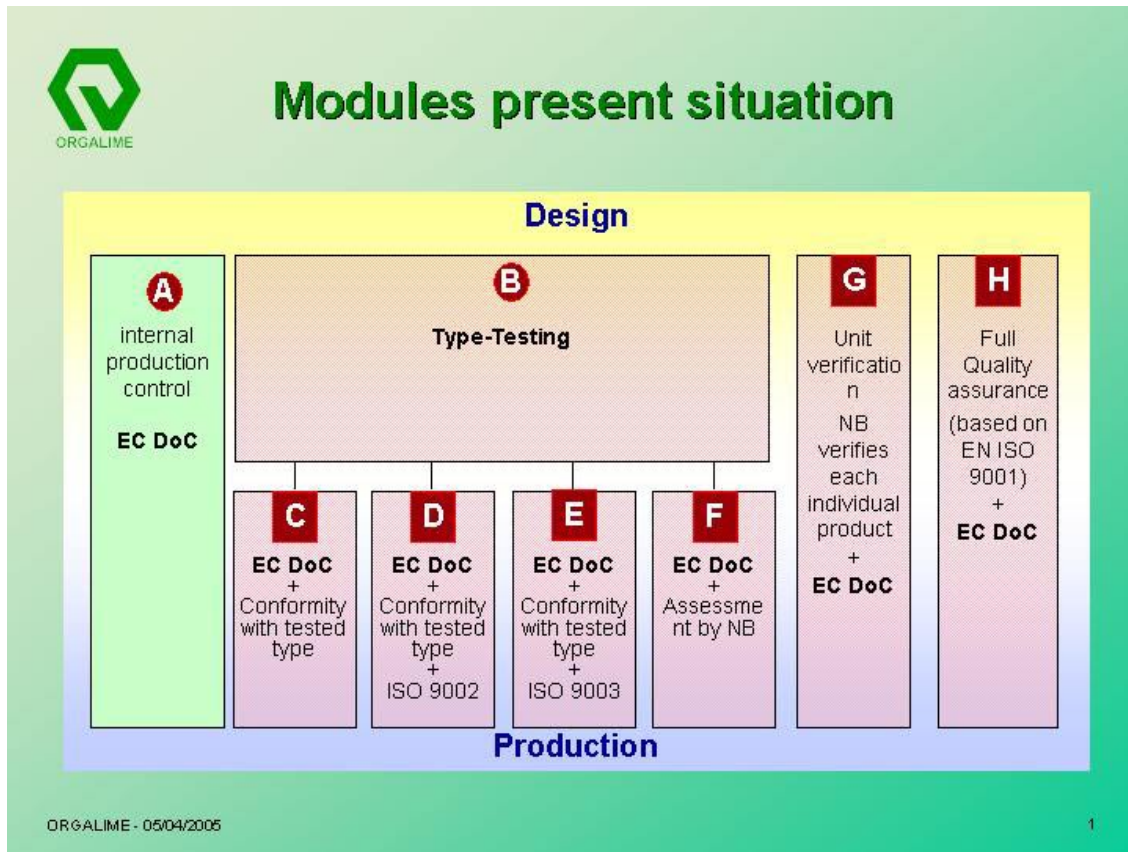 ORGALIME
Modules present situation
Design
A
internal
production
control
EC DoC
B
Type-Testing
C
EC DoC
+
Conformity
with tested
type
D
EC DoC
+
Conformity
with tested
type
+
ISO 9002
E
EC DoC
+
Conformity
with tested
type
+
ISO 9003
F
EC DoC
+
Assessme
nt by NB
G
Unit
verificatio
n
NB
verifies
each
individual
product
+
EC DoC
H
Full
Quality
assurance
(based on
EN ISO
9001)
+
EC DoC
Production
ORGALIME - 05/04/2005
1